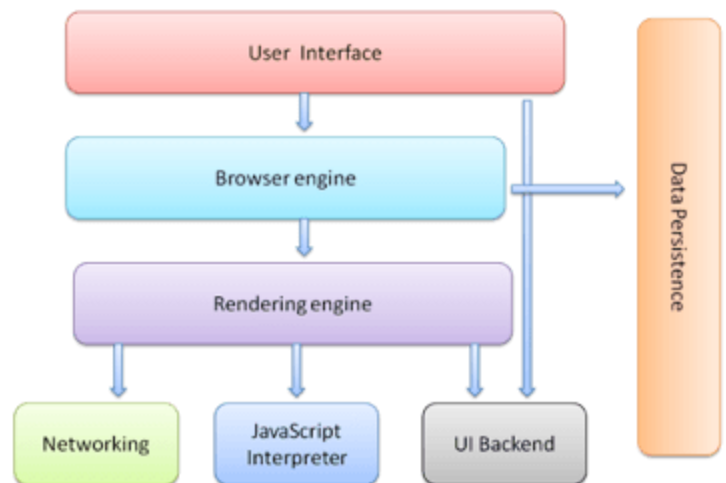 User Interface
Browser engine
Data Persistence
Rendering engine
Networking
JavaScript
Interpreter
UI Backend